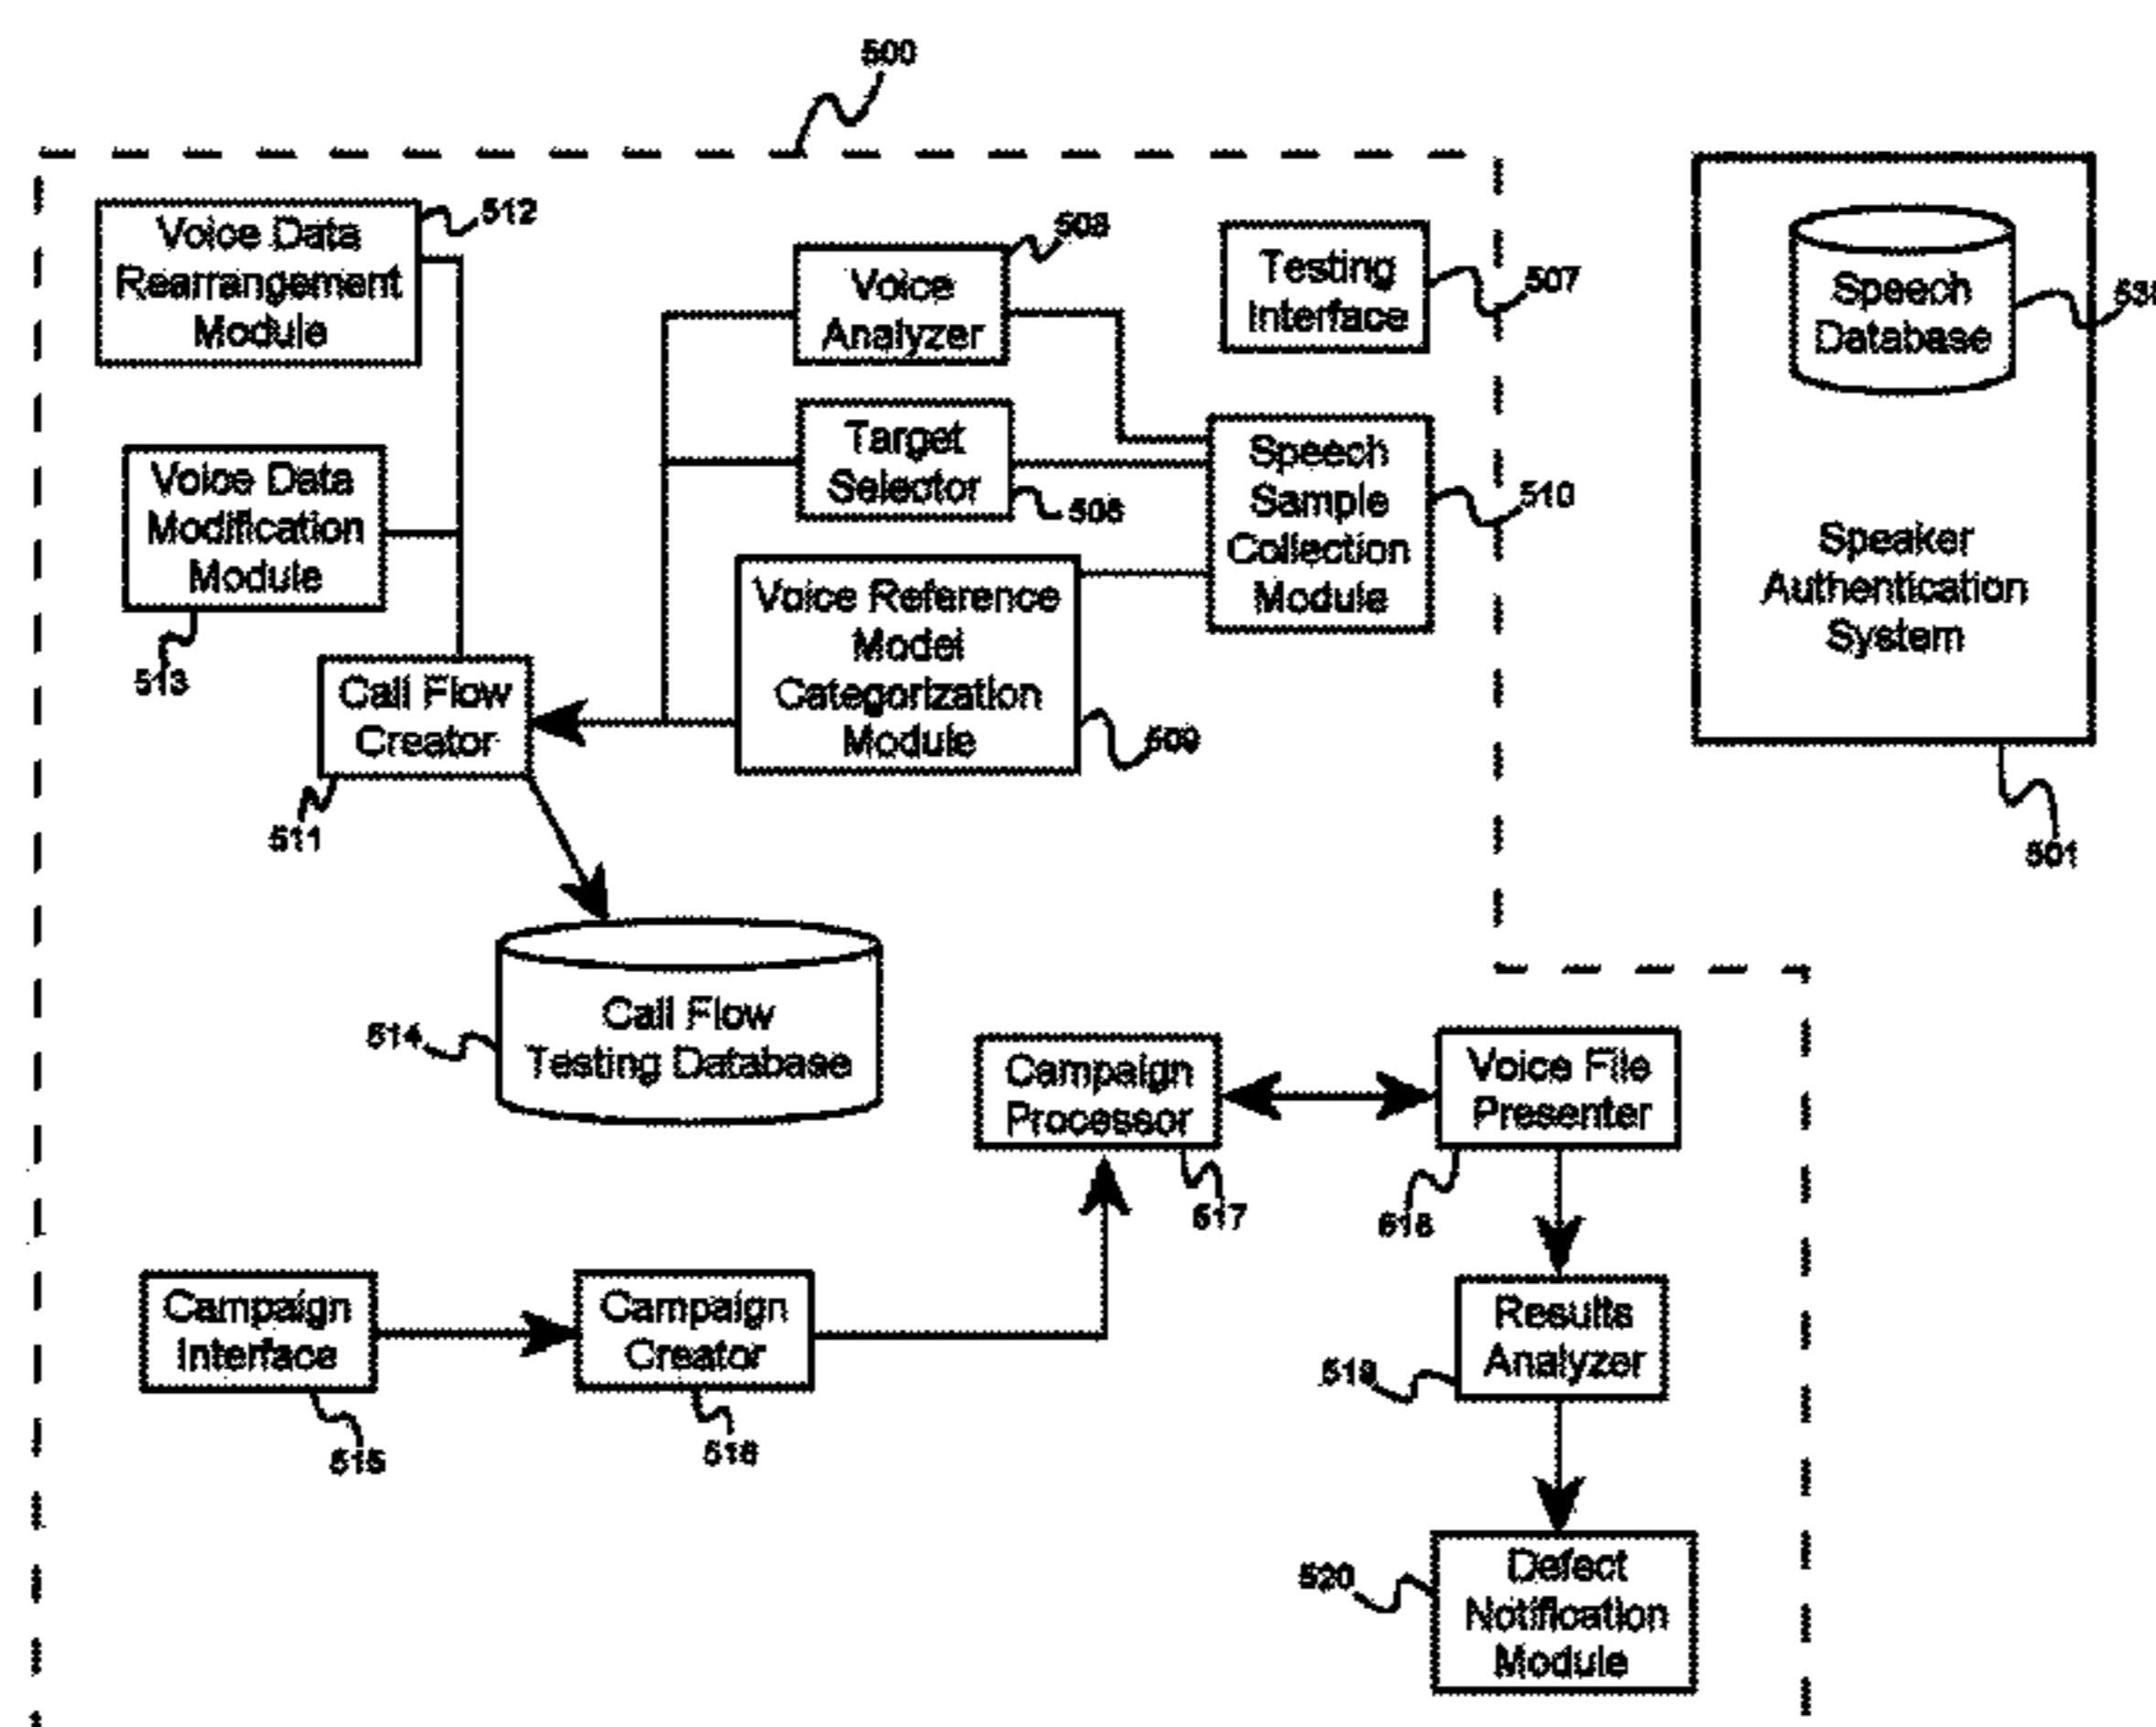 500
Voice Data
Rearrangement
Module
512
Voice
Analyzer
508
Testing
Interface
507
Speech
Database
Target
Selector
Speech
Sample
Collection
Module
510
Voice Data
Modification
Module
513
Speaker
Authentication
System
501
Voice Reference
Model
Categorization
Module
509
Call Flow
Creator
511
Call Flow
Testing Database
514
Campaign
Processor
517
Voice File
Presenter
518
Campaign
Interface
515
Campaign
Creator
516
Results
Analyzer
519
Defect
Notification
Module
520